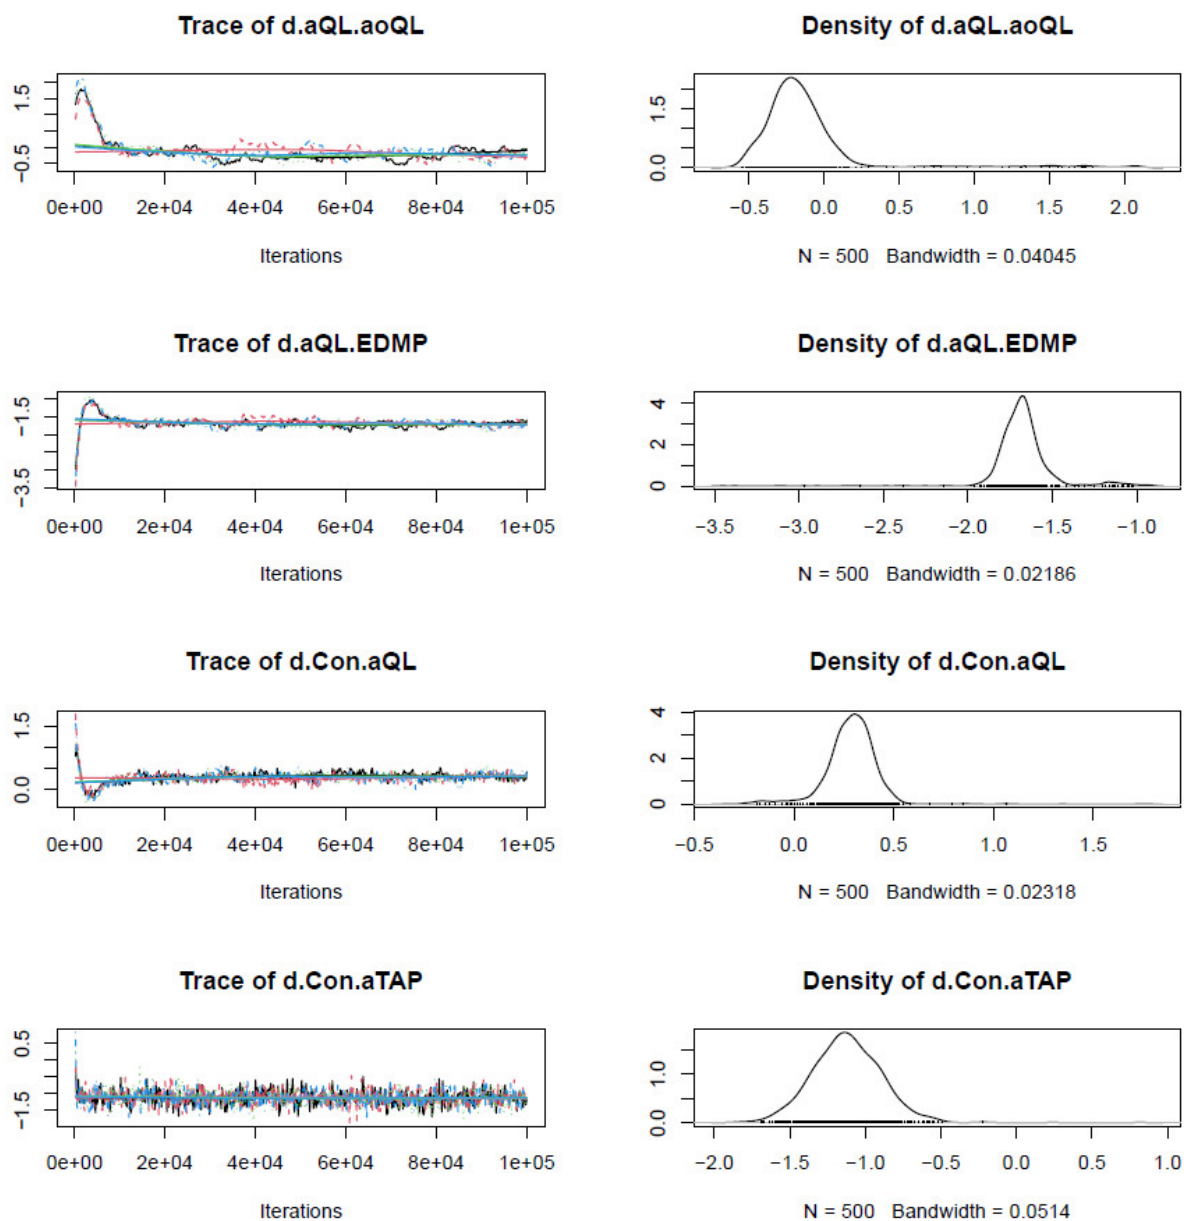 Trace of d.aQL.aoQL
Density of d.aQL.aoQL
1.5
−0.5
0e+00 2e+04 4e+04 6e+04 8e+04 1e+05
Iterations
1.5
0.0
−0.5 0.0 0.5 1.0 1.5 2.0
N = 500 Bandwidth = 0.04045
Trace of d.aQL.EDMP
Density of d.aQL.EDMP
−1.5
−3.5
0e+00 2e+04 4e+04 6e+04 8e+04 1e+05
Iterations
4
2
0
−3.5 −3.0 −2.5 −2.0 −1.5 −1.0
N = 500 Bandwidth = 0.02186
Trace of d.Con.aQL
Density of d.Con.aQL
1.5
0.0
0e+00 2e+04 4e+04 6e+04 8e+04 1e+05
Iterations
4
2
0
−0.5 0.0 0.5 1.0 1.5
N = 500 Bandwidth = 0.02318
Trace of d.Con.aTAP
Density of d.Con.aTAP
0.5
−1.5
0e+00 2e+04 4e+04 6e+04 8e+04 1e+05
Iterations
1.0
0.0
−2.0 −1.5 −1.0 −0.5 0.0 0.5 1.0
N = 500 Bandwidth = 0.0514